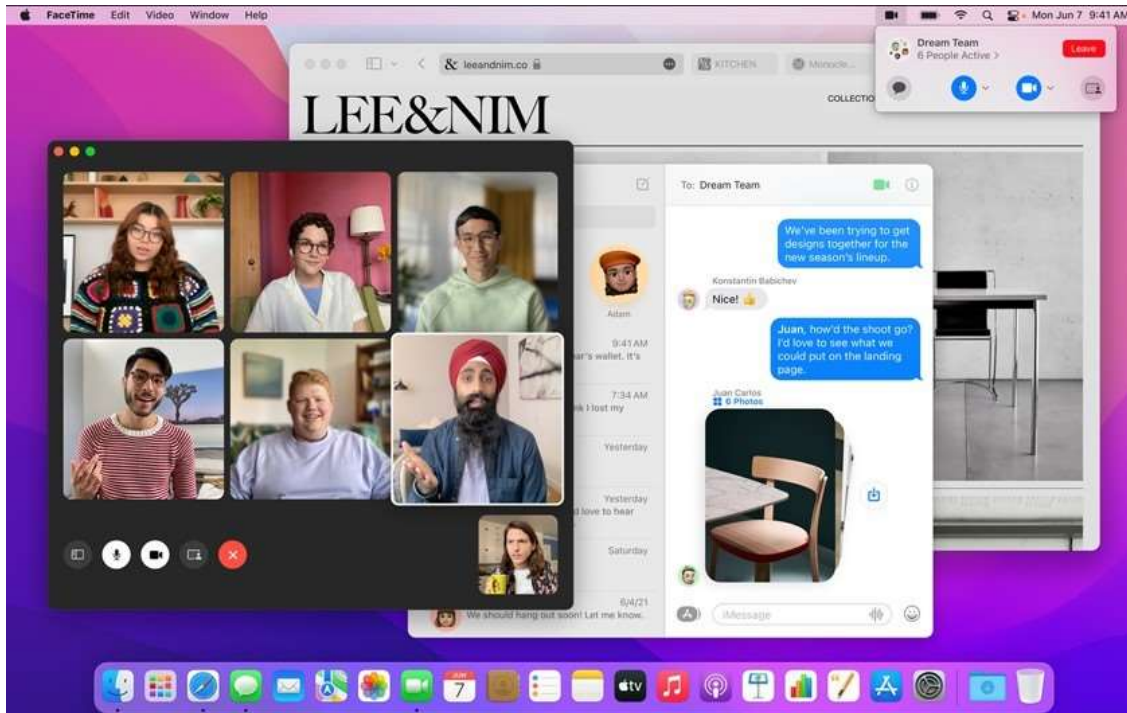 FaceTime Edit Video Window Help
Mon Jun 7 9:41 AM
Dream Team
6 People Active >
Leave
leeandnim.co
KITCHEN
Monocle...
LEE&NIM
COLLECTIO
To: Dream Team
We've been trying to get
designs together for the
new season's lineup.
Konstantin Babichev
Nice! 👍
Juan, how'd the shoot go?
I'd love to see what we
could put on the landing
page.
Juan Carlos
6 Photos
iMessage
Adam
9:41 AM
ar's wallet. It's
7:34 AM
nk I lost my
Yesterday
Yesterday
d love to hear
Saturday
6/4/21
We should hang out soon! Let me know.
JUN
7
tv